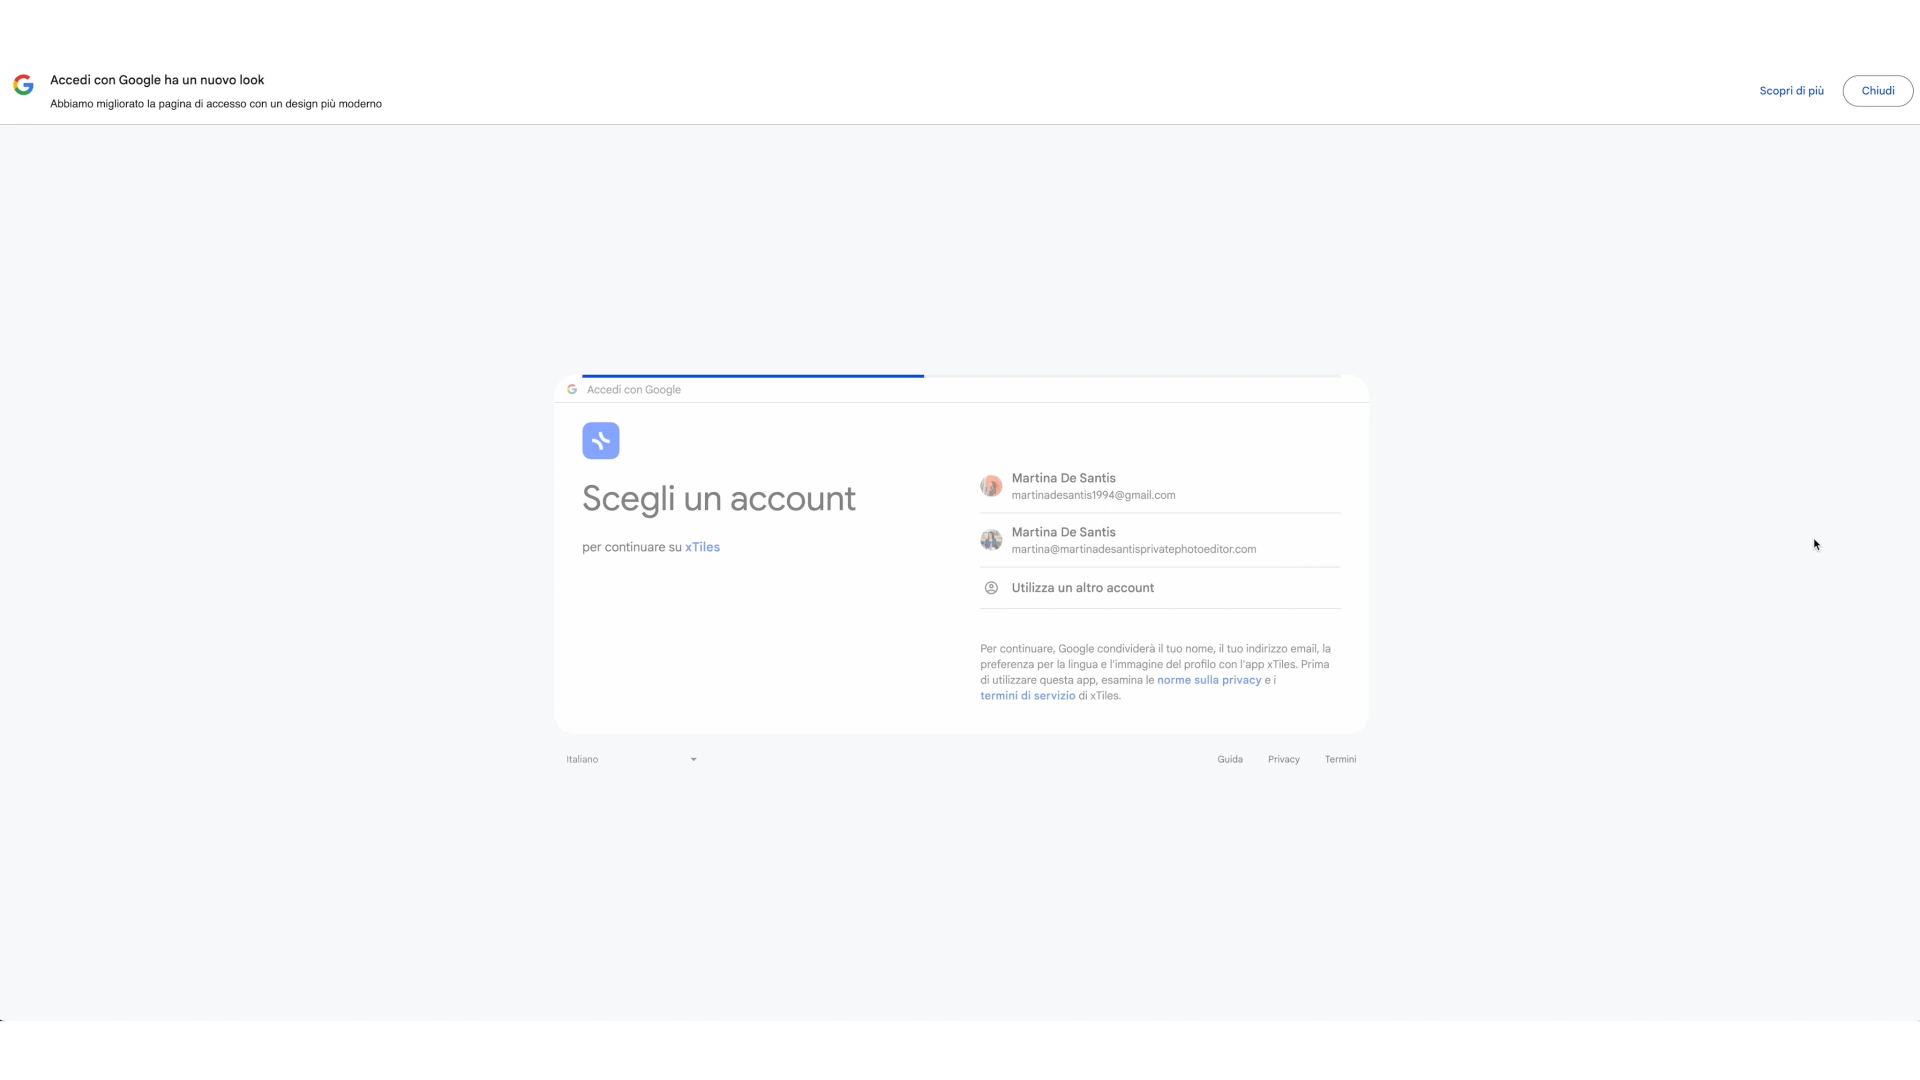 Accedi con Google ha un nuovo look
Abbiamo migliorato la pagina di accesso con un design più moderno
Scopri di più
Chiudi
Accedi con Google
Scegli un account
per continuare su xTiles
Martina De Santis
martinadesantis1994@gmail.com
Martina De Santis
martina@martinadesantisprivatephotoeditor.com
Utilizza un altro account
Per continuare, Google condividerà il tuo nome, il tuo indirizzo email, la
preferenza per la lingua e l'immagine del profilo con l'app xTiles. Prima
di utilizzare questa app, esamina le norme sulla privacy e i
termini di servizio di xTiles.
Italiano
Guida
Privacy
Termini